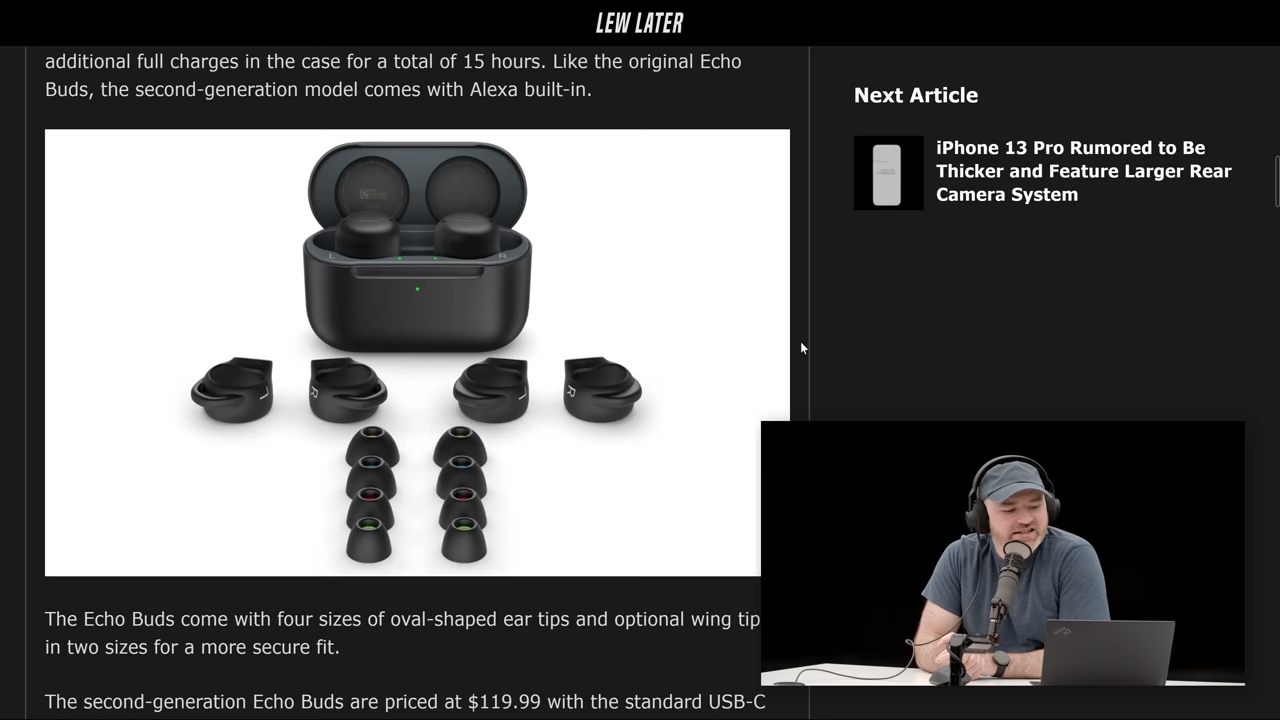 LEW LATER
additional full charges in the case for a total of 15 hours. Like the original Echo
Buds, the second-generation model comes with Alexa built-in.
Next Article
iPhone 13 Pro Rumored to Be
Thicker and Feature Larger Rear
Camera System
L
R
L
R
L
R
The Echo Buds come with four sizes of oval-shaped ear tips and optional wing tip
in two sizes for a more secure fit.
The second-generation Echo Buds are priced at $119.99 with the standard USB-C